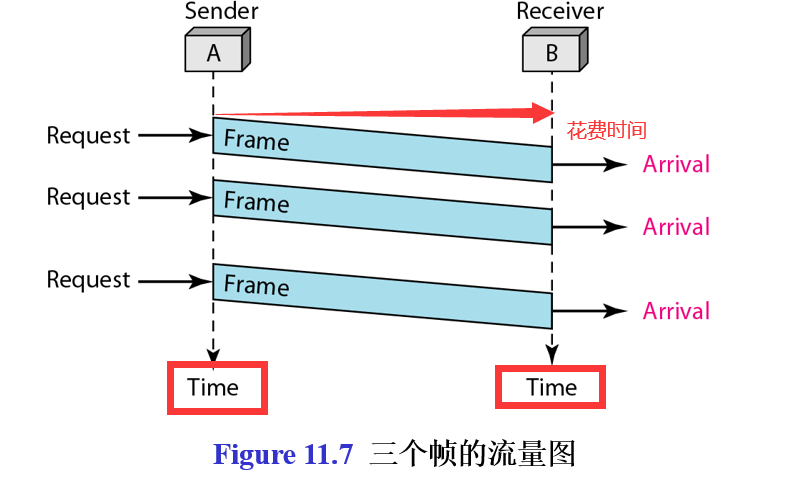 Sender
Receiver
A
B
花费时间
Request
Frame
Arrival
Request
Frame
Arrival
Request
Frame
Arrival
Time
Time
Figure 11.7 三个帧的流量图